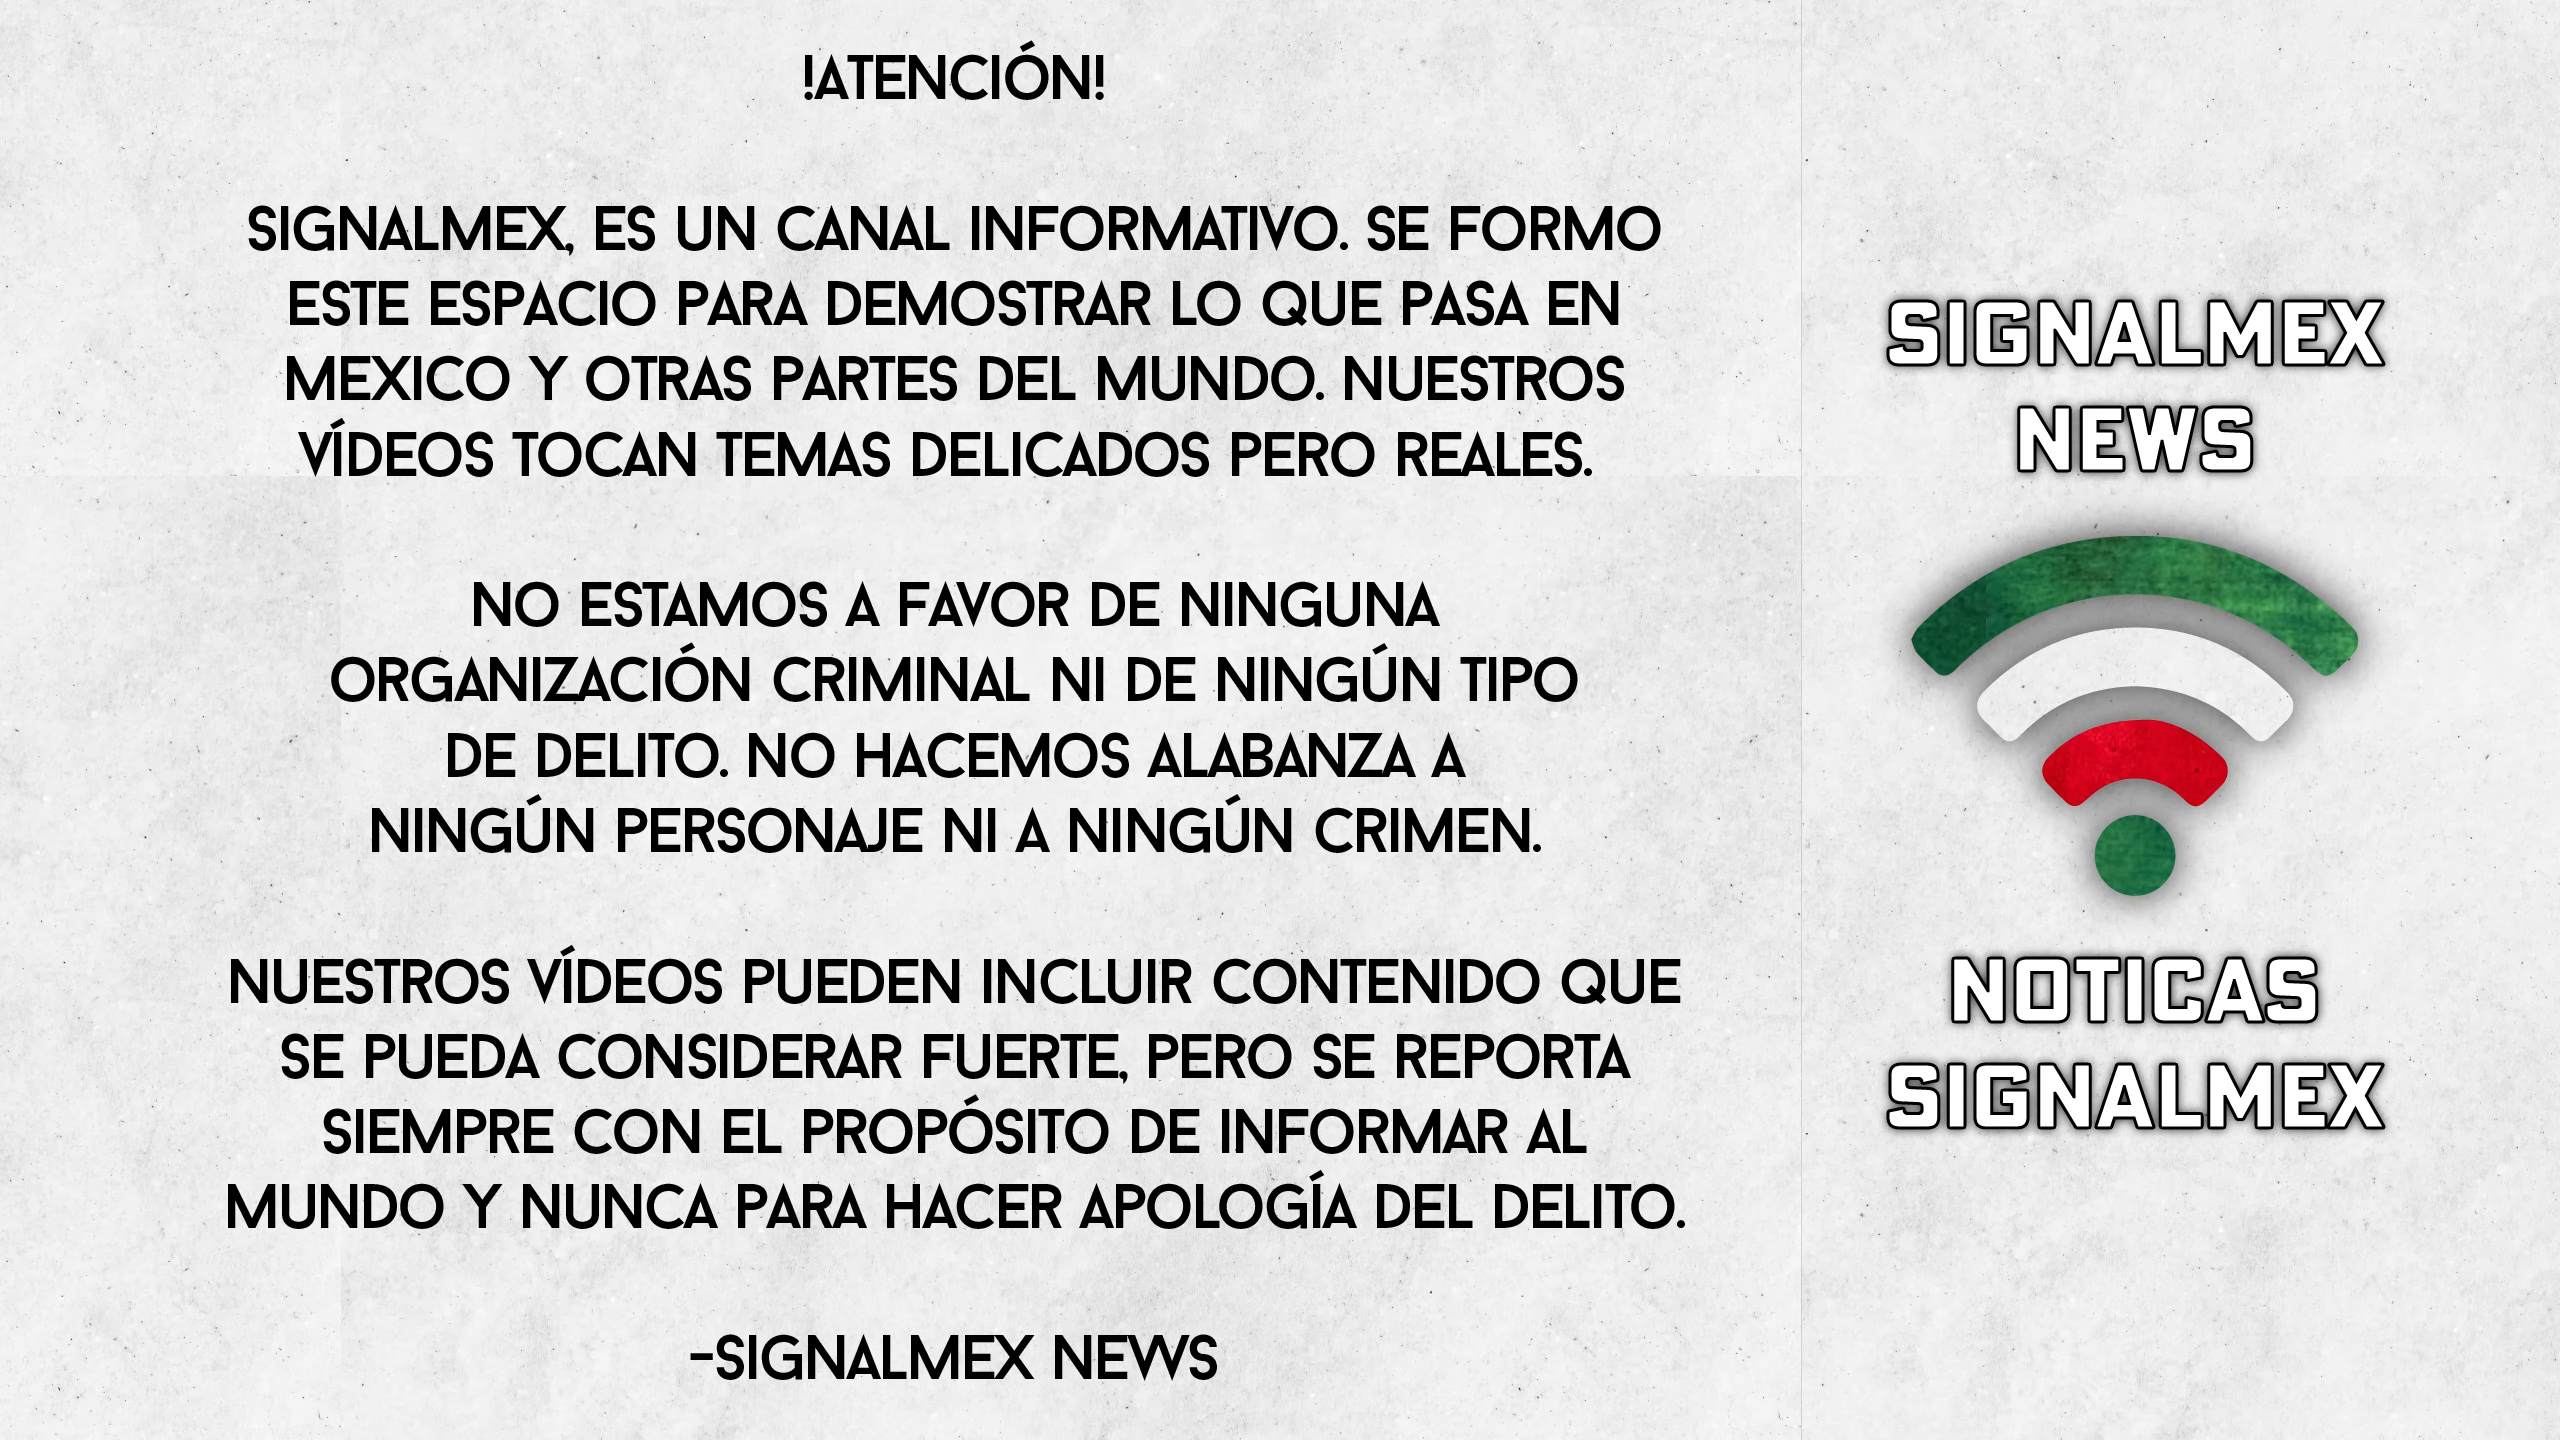 !ATENCIÓN!
SIGNALMEX, ES UN CANAL INFORMATIVO. SE FORMO
ESTE ESPACIO PARA DEMOSTRAR LO QUE PASA EN
MEXICO Y OTRAS PARTES DEL MUNDO. NUESTROS
VÍDEOS TOCAN TEMAS DELICADOS PERO REALES.
NO ESTAMOS A FAVOR DE NINGUNA
ORGANIZACIÓN CRIMINAL NI DE NINGÚN TIPO
DE DELITO. NO HACEMOS ALABANZA A
NINGÚN PERSONAJE NI A NINGÚN CRIMEN.
NUESTROS VÍDEOS PUEDEN INCLUIR CONTENIDO QUE
SE PUEDA CONSIDERAR FUERTE, PERO SE REPORTA
SIEMPRE CON EL PROPÓSITO DE INFORMAR AL
MUNDO Y NUNCA PARA HACER APOLOGÍA DEL DELITO.
-SIGNALMEX NEWS
SIGNALMEX
NEWS
NOTICAS
SIGNALMEX